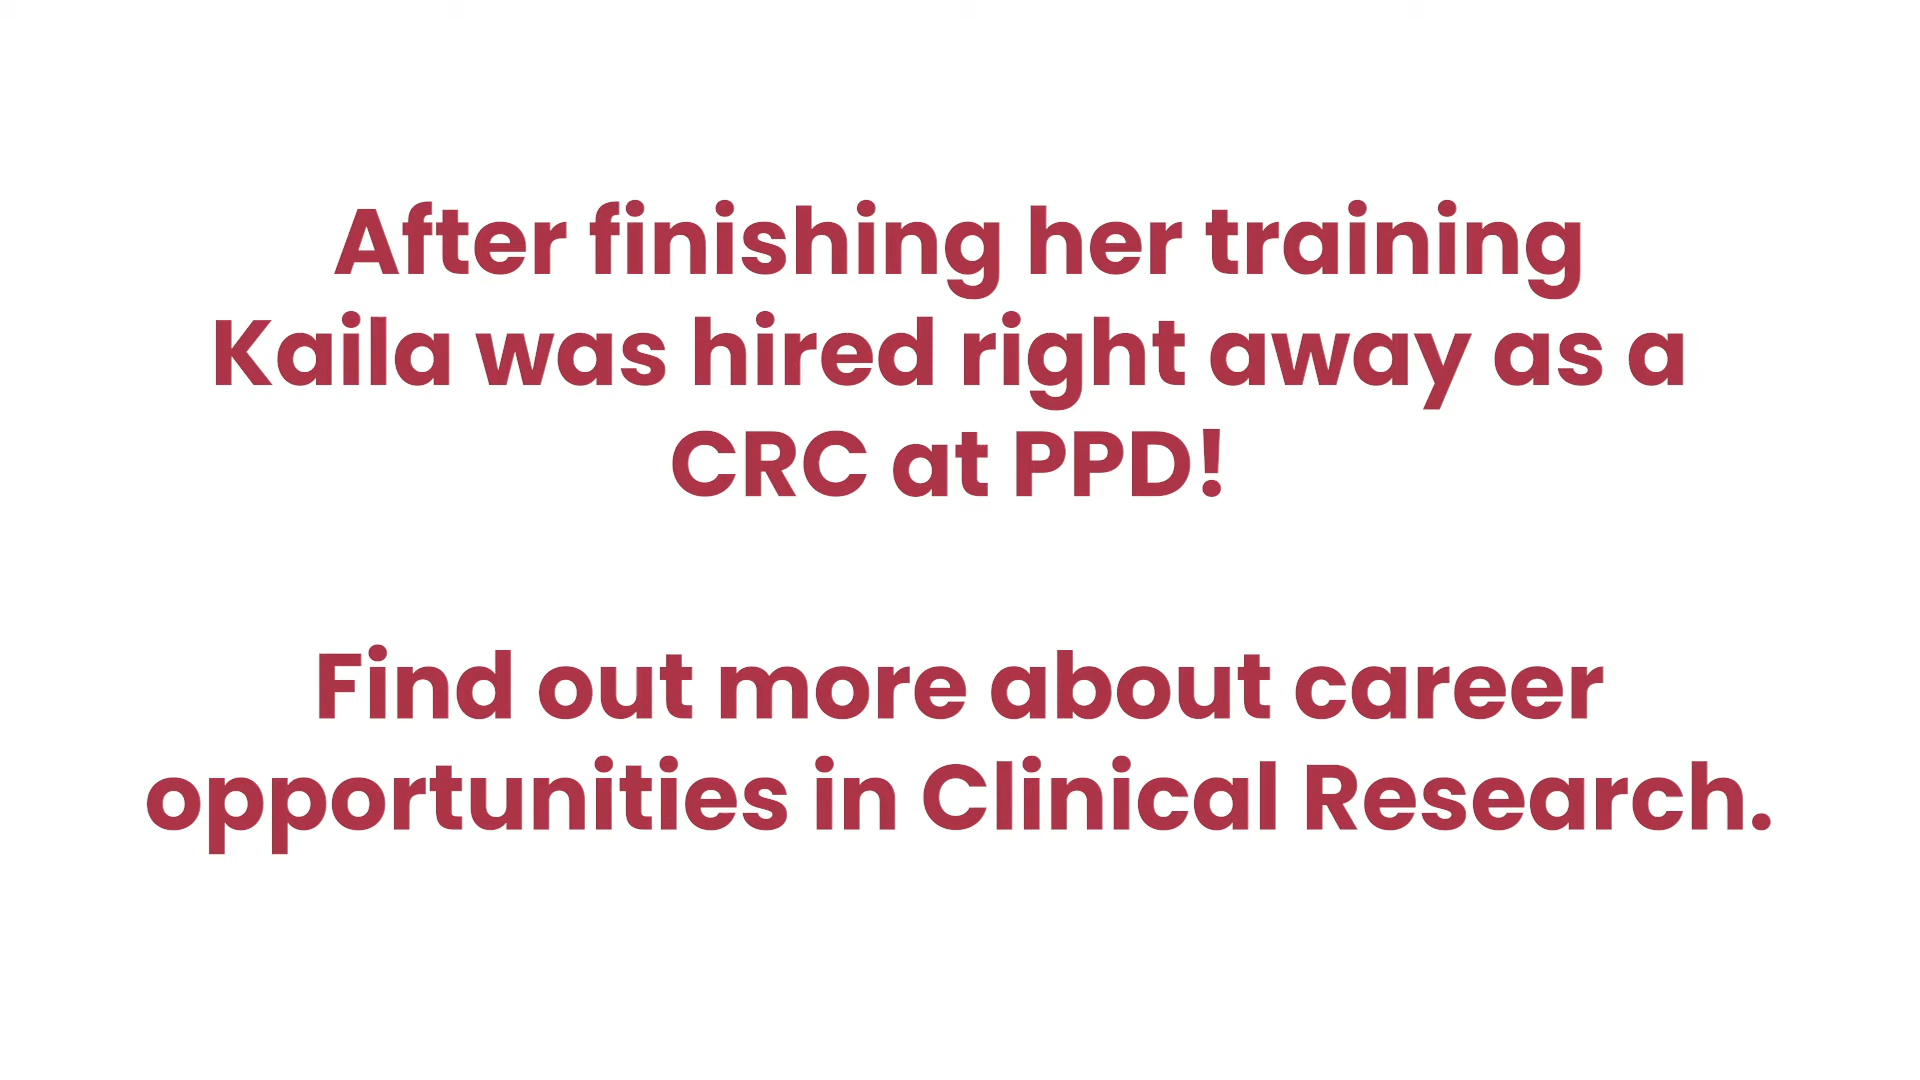 After finishing her training
Kaila was hired right away as a
CRC at PPD!
Find out more about career
opportunities in Clinical Research.